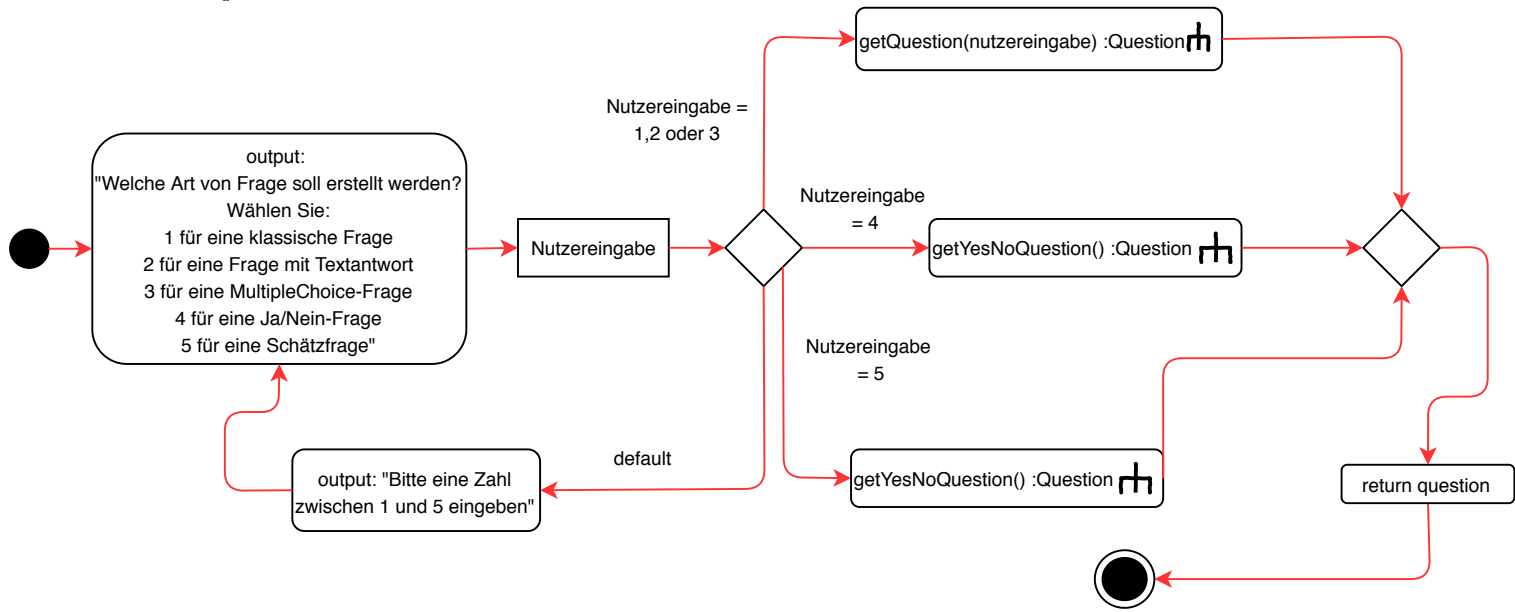 getQuestion(nutzereingabe) :Question
Nutzereingabe =
1,2 oder 3
output:
"Welche Art von Frage soll erstellt werden?
Wählen Sie:
1 für eine klassische Frage
2 für eine Frage mit Textantwort
3 für eine MultipleChoice-Frage
4 für eine Ja/Nein-Frage
5 für eine Schätzfrage"
Nutzereingabe
Nutzereingabe
= 4
getYesNoQuestion() :Question
Nutzereingabe
= 5
default
output: "Bitte eine Zahl
zwischen 1 und 5 eingeben"
getYesNoQuestion() :Question
return question